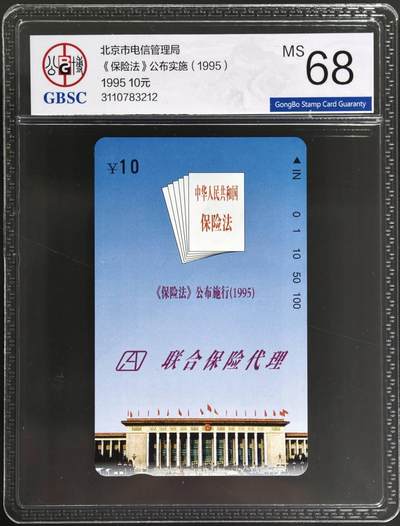 公博
G
GBSC
北京市电信管理局
《保险法》公布实施（1995）
1995 10元
3110783212
MS 68
GongBo Stamp Card Guaranty
¥10
中华人民共和国
保险法
◀ IN 0 1 10 50 100
《保险法》公布施行(1995)
联合保险代理